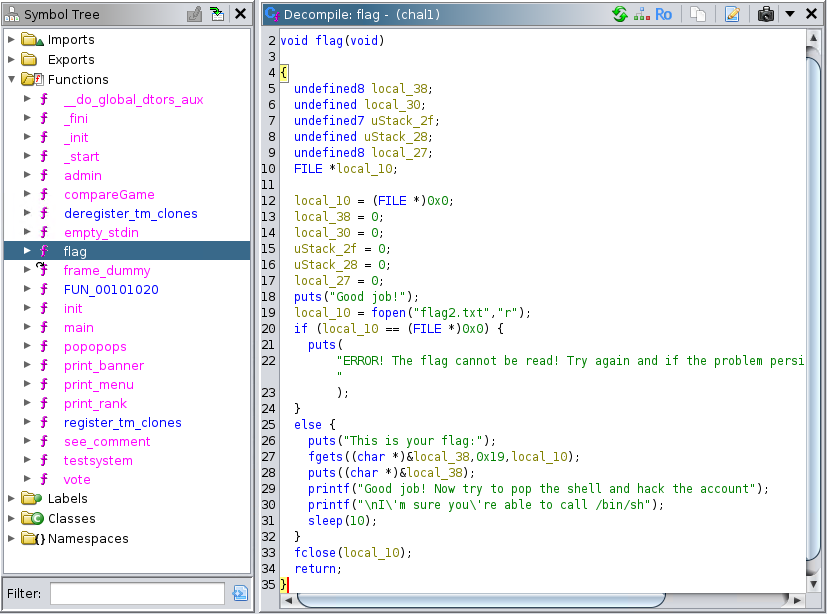 Symbol Tree
Imports
Exports
Functions
f __do_global_dtors_aux
f _fini
f _init
f _start
f admin
f compareGame
f deregister_tm_clones
f empty_stdin
f flag
f frame_dummy
f FUN_00101020
f init
f main
f popopops
f print_banner
f print_menu
f print_rank
f register_tm_clones
f see_comment
f testsystem
f vote
Labels
Classes
Namespaces
Filter:
Decompile: flag - (chal1)
Ro
2 void flag(void)
3
4 {
5 undefined8 local_38;
6 undefined local_30;
7 undefined7 uStack_2f;
8 undefined uStack_28;
9 undefined8 local_27;
10 FILE *local_10;
11
12 local_10 = (FILE *)0x0;
13 local_38 = 0;
14 local_30 = 0;
15 uStack_2f = 0;
16 uStack_28 = 0;
17 local_27 = 0;
18 puts("Good job!");
19 local_10 = fopen("flag2.txt","r");
20 if (local_10 == (FILE *)0x0) {
21 puts(
22 "ERROR! The flag cannot be read! Try again and if the problem persi
"
23 );
24 }
25 else {
26 puts("This is your flag:");
27 fgets((char *)&local_38,0x19,local_10);
28 puts((char *)&local_38);
29 printf("Good job! Now try to pop the shell and hack the account");
30 printf("\nI\'m sure you\'re able to call /bin/sh");
31 sleep(10);
32 }
33 fclose(local_10);
34 return;
35 }